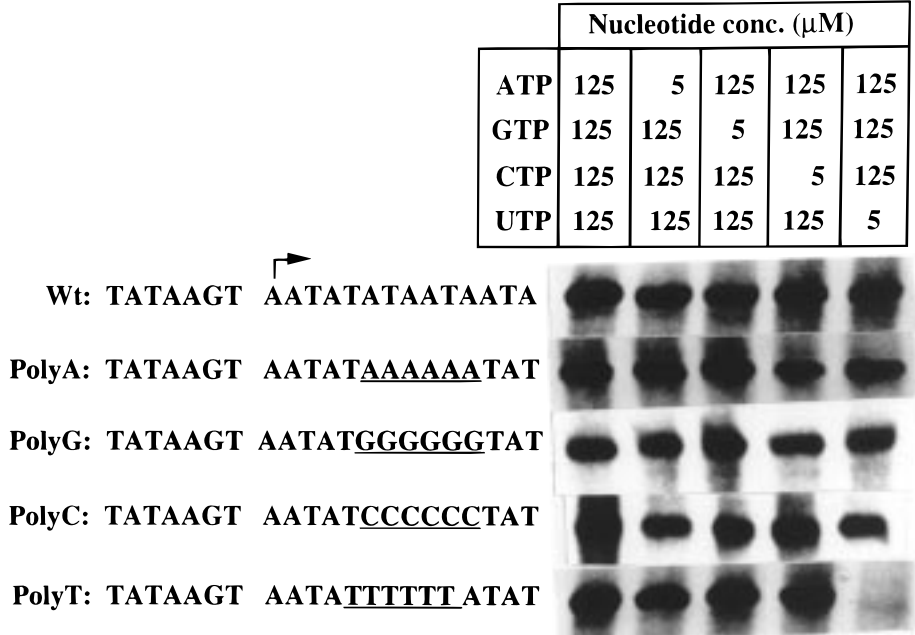 Nucleotide conc. (μM)
ATP 125 5 125 125 125
GTP 125 125 5 125 125
CTP 125 125 125 5 125
UTP 125 125 125 125 5
Wt: TATAAGT AATATATAATAATA
PolyA: TATAAGT AATATAAAAAATAT
PolyG: TATAAGT AATATGGGGGGTAT
PolyC: TATAAGT AATATCCCCCCTAT
PolyT: TATAAGT AATATTTTTT ATAT